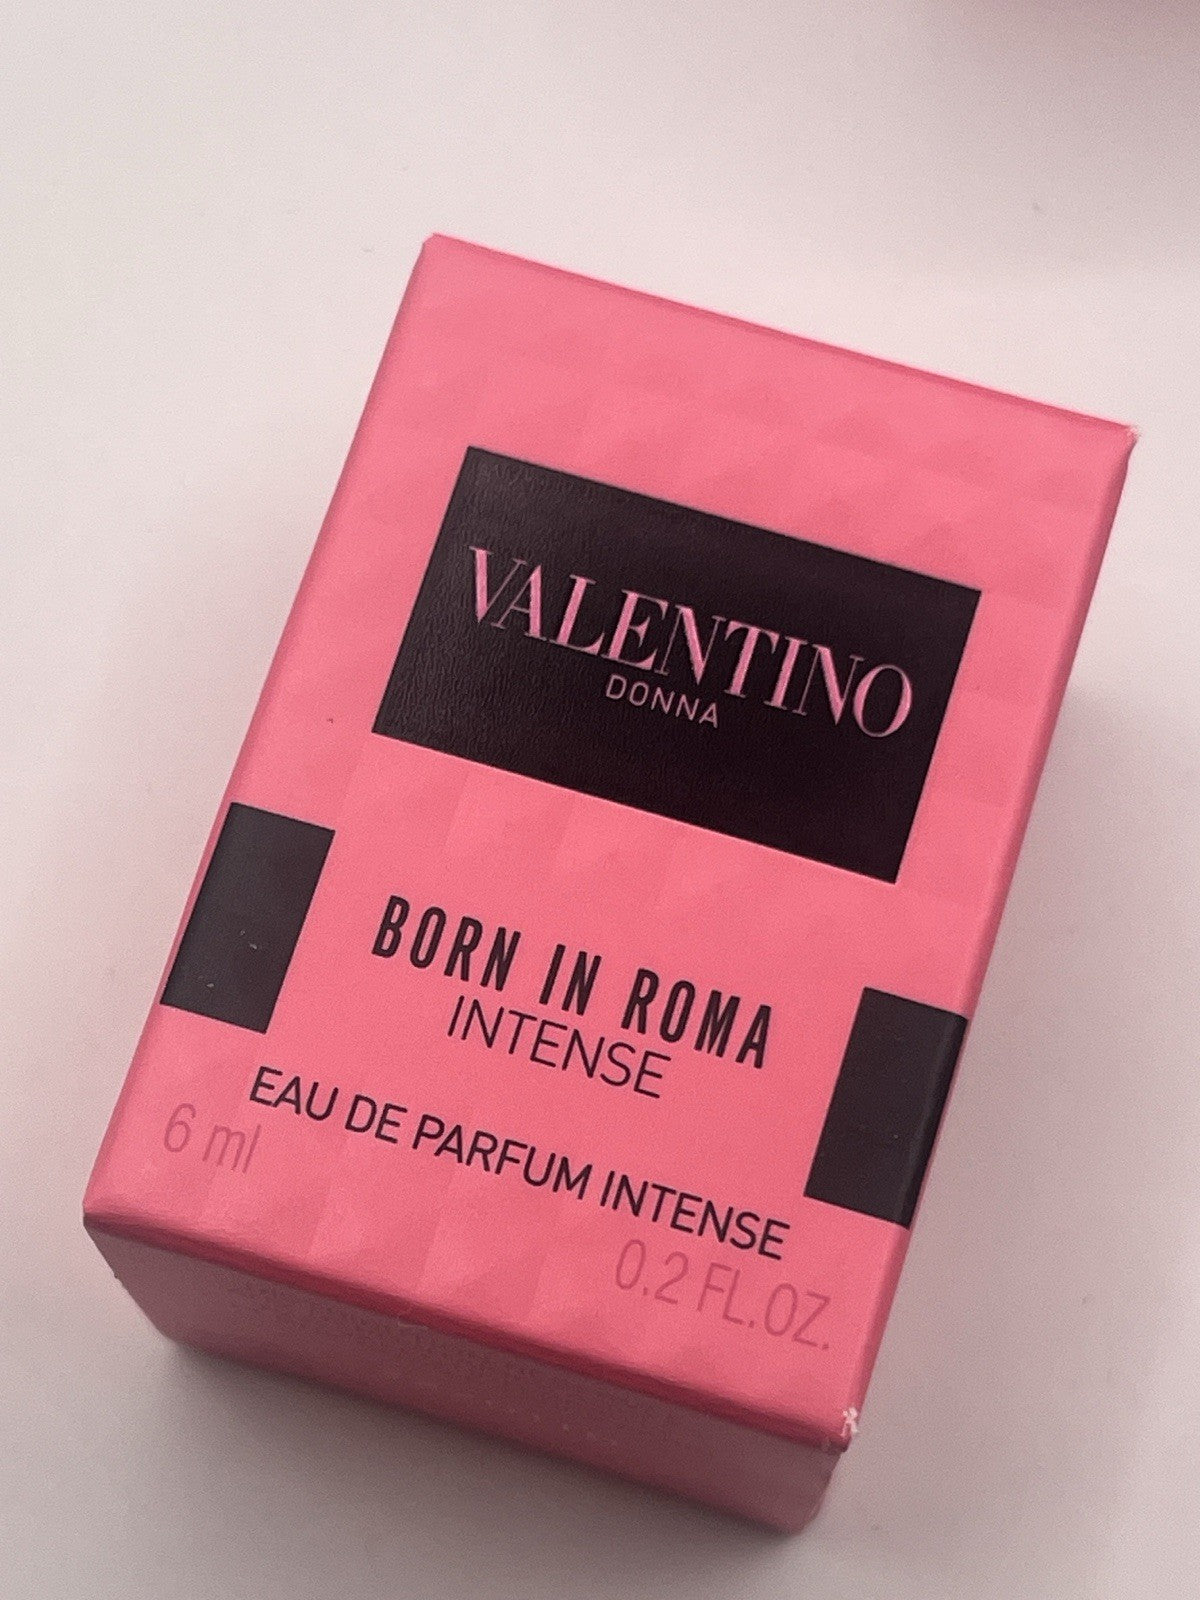 VALENTINO
DONNA
BORN IN ROMA
INTENSE
EAU DE PARFUM INTENSE
6 ml
0.2 FL.OZ.